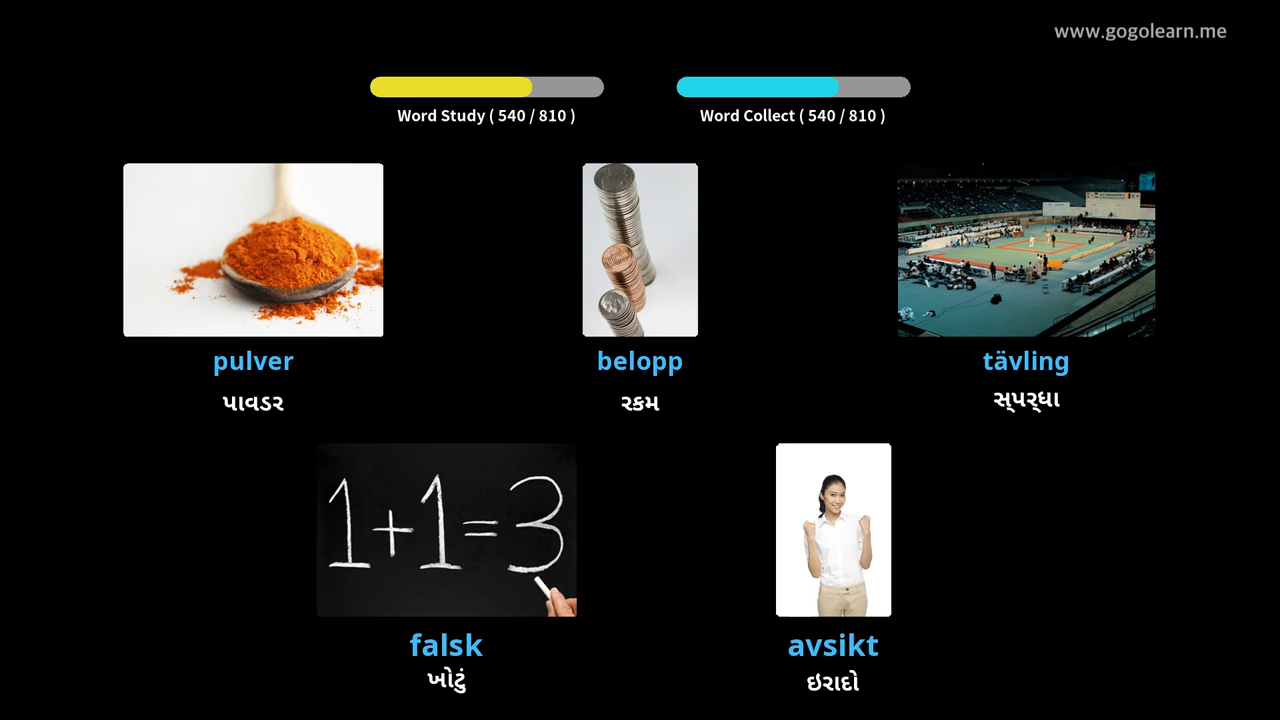 www.gogolearn.me
Word Study ( 540 / 810 )
Word Collect ( 540 / 810 )
pulver
belopp
tävling
પાવડર
રકમ
સ્પર્ધા
1+1=3
falsk
avsikt
ખોટું
ઇરાદો